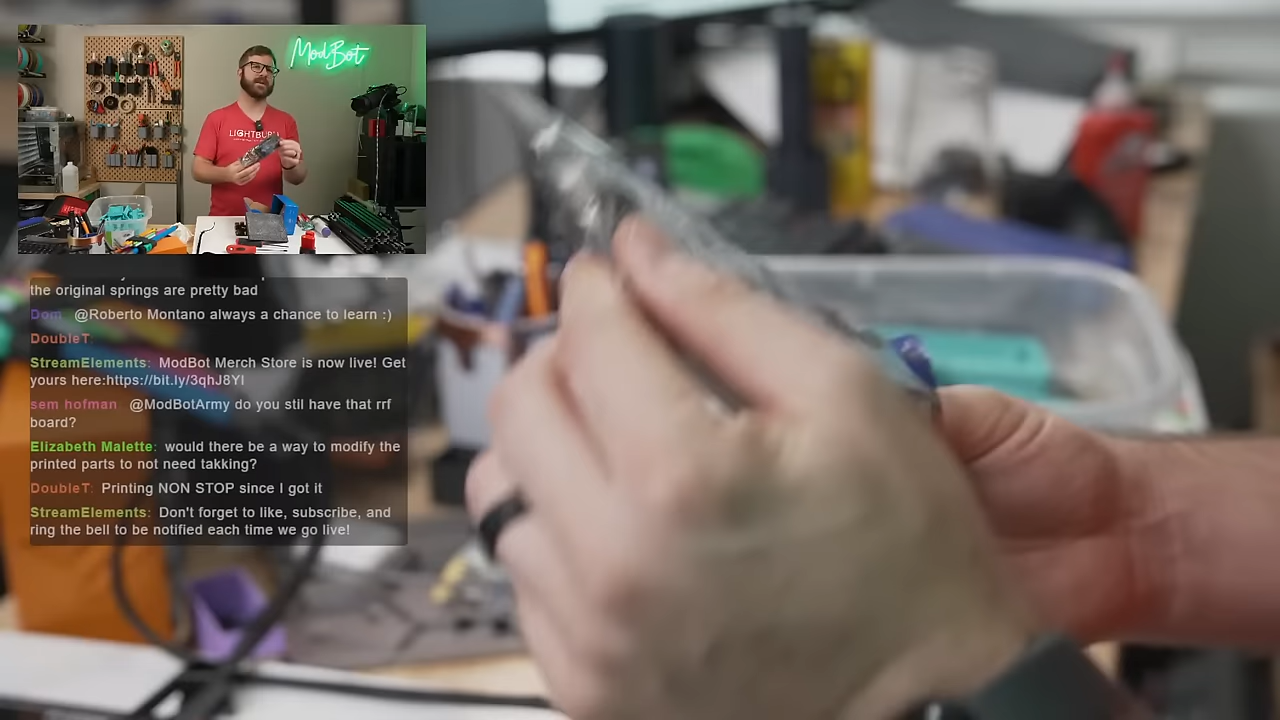 ModBot
LIGHTBURN
the original springs are pretty bad
Dom @Roberto Montano always a chance to learn :)
DoubleT:
StreamElements: ModBot Merch Store is now live! Get
yours here:https://bit.ly/3qhJ8Yl
sem hofman @ModBotArmy do you stil have that rrf
board?
Elizabeth Malette: would there be a way to modify the
printed parts to not need takking?
DoubleT: Printing NON STOP since I got it
StreamElements: Don't forget to like, subscribe, and
ring the bell to be notified each time we go live!